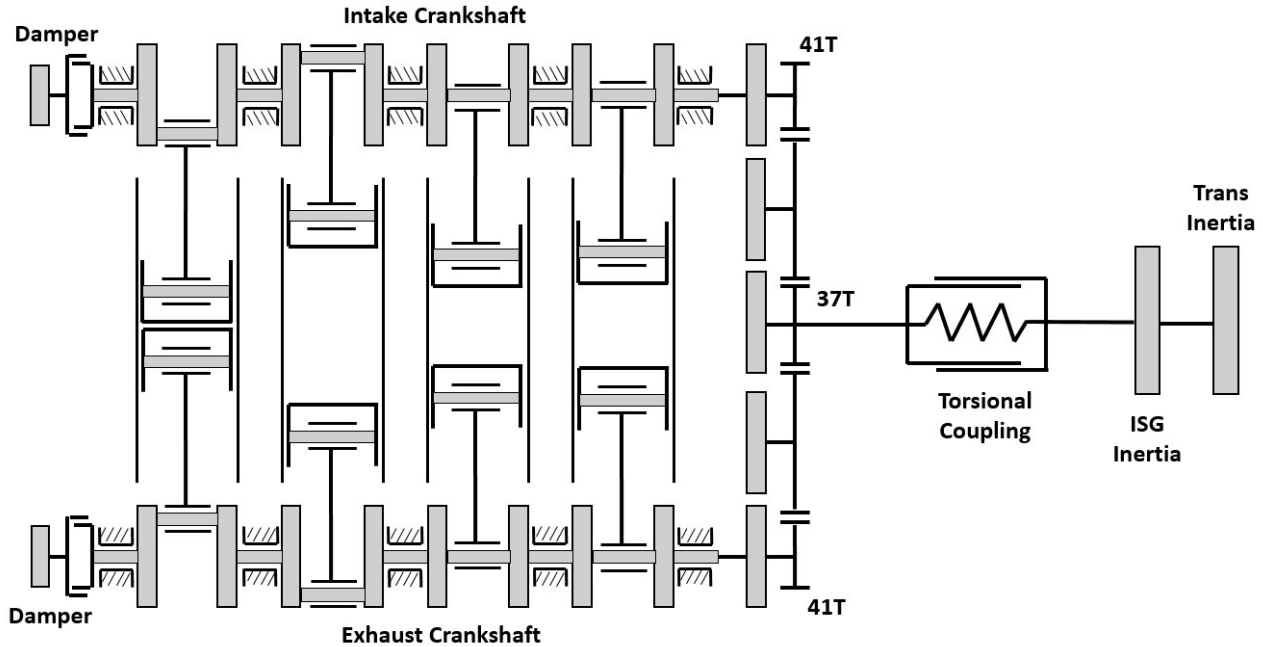 Intake Crankshaft
Damper
41T
Trans
Inertia
37T
Torsional
Coupling
ISG
Inertia
Damper
41T
Exhaust Crankshaft